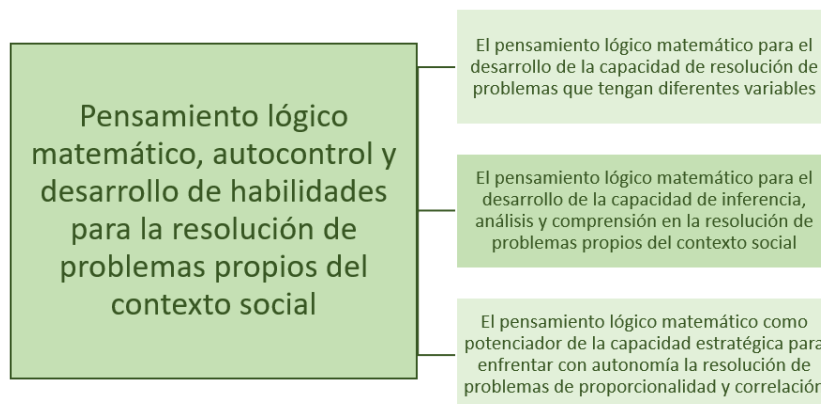 Pensamiento lógico
matemático, autocontrol y
desarrollo de habilidades
para la resolución de
problemas propios del
contexto social
El pensamiento lógico matemático para el
desarrollo de la capacidad de resolución de
problemas que tengan diferentes variables
El pensamiento lógico matemático para el
desarrollo de la capacidad de inferencia,
análisis y comprensión en la resolución de
problemas propios del contexto social
El pensamiento lógico matemático como
potenciador de la capacidad estratégica para
enfrentar con autonomía la resolución de
problemas de proporcionalidad y correlación